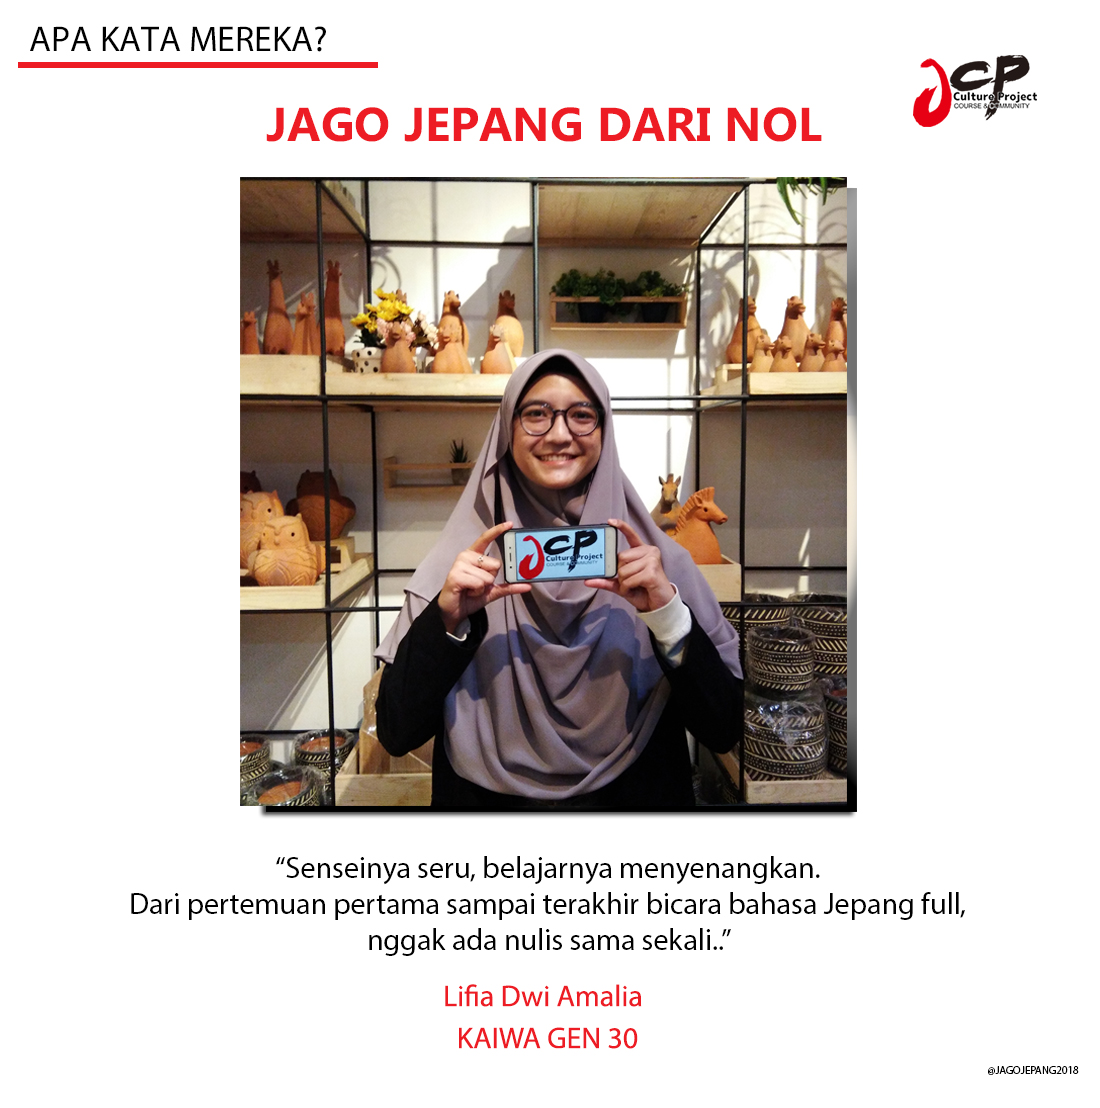 APA KATA MEREKA?
JCP
Culture Project
COURSE & COMMUNITY
JAGO JEPANG DARI NOL
JCP
Culture Project
COURSE & COMMUNITY
“Senseinya seru, belajarnya menyenangkan.
Dari pertemuan pertama sampai terakhir bicara bahasa Jepang full,
nggak ada nulis sama sekali..”
Lifia Dwi Amalia
KAIWA GEN 30
@JAGOJEPANG2018